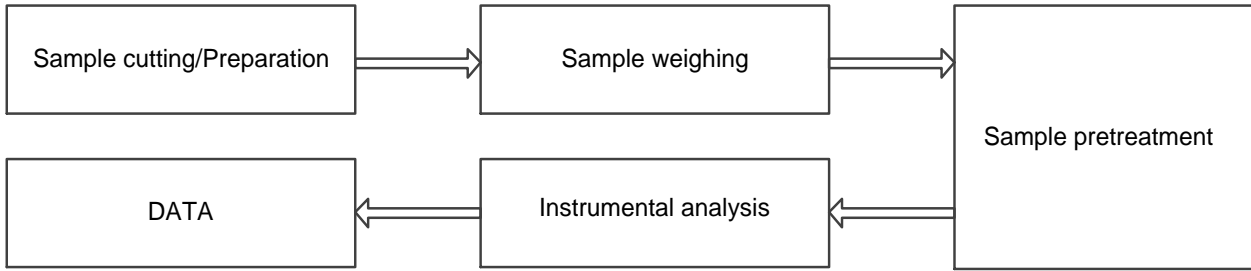 Sample cutting/Preparation
Sample weighing
Sample pretreatment
Instrumental analysis
DATA